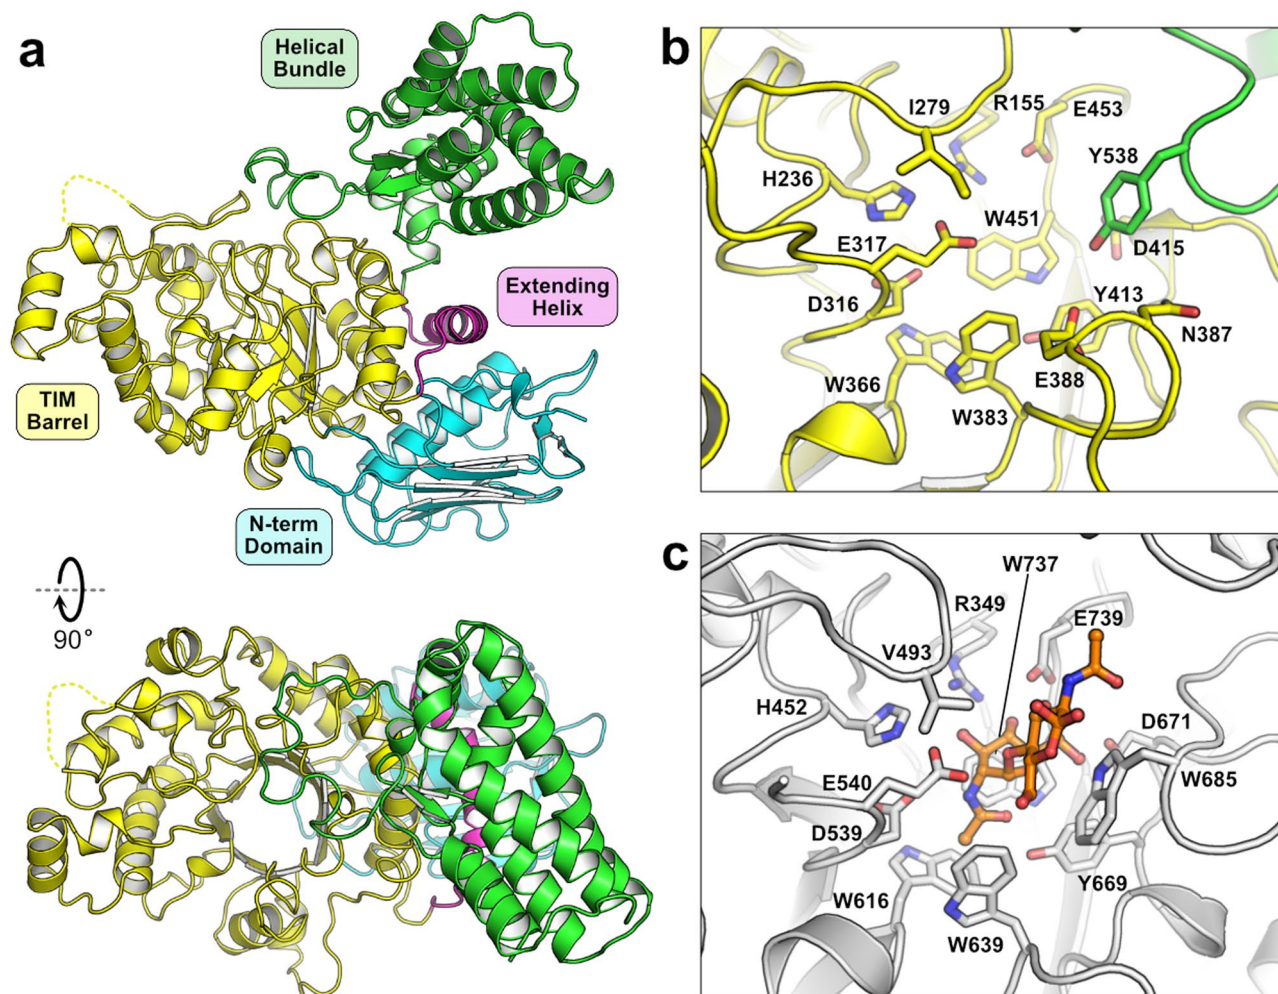 a
Helical
Bundle
Extending
Helix
TIM
Barrel
N-term
Domain
90°
b
I279
R155
E453
Y538
H236
W451
E317
D415
D316
Y413
N387
W366
E388
W383
c
W737
R349
E739
V493
H452
D671
E540
W685
D539
Y669
W616
W639